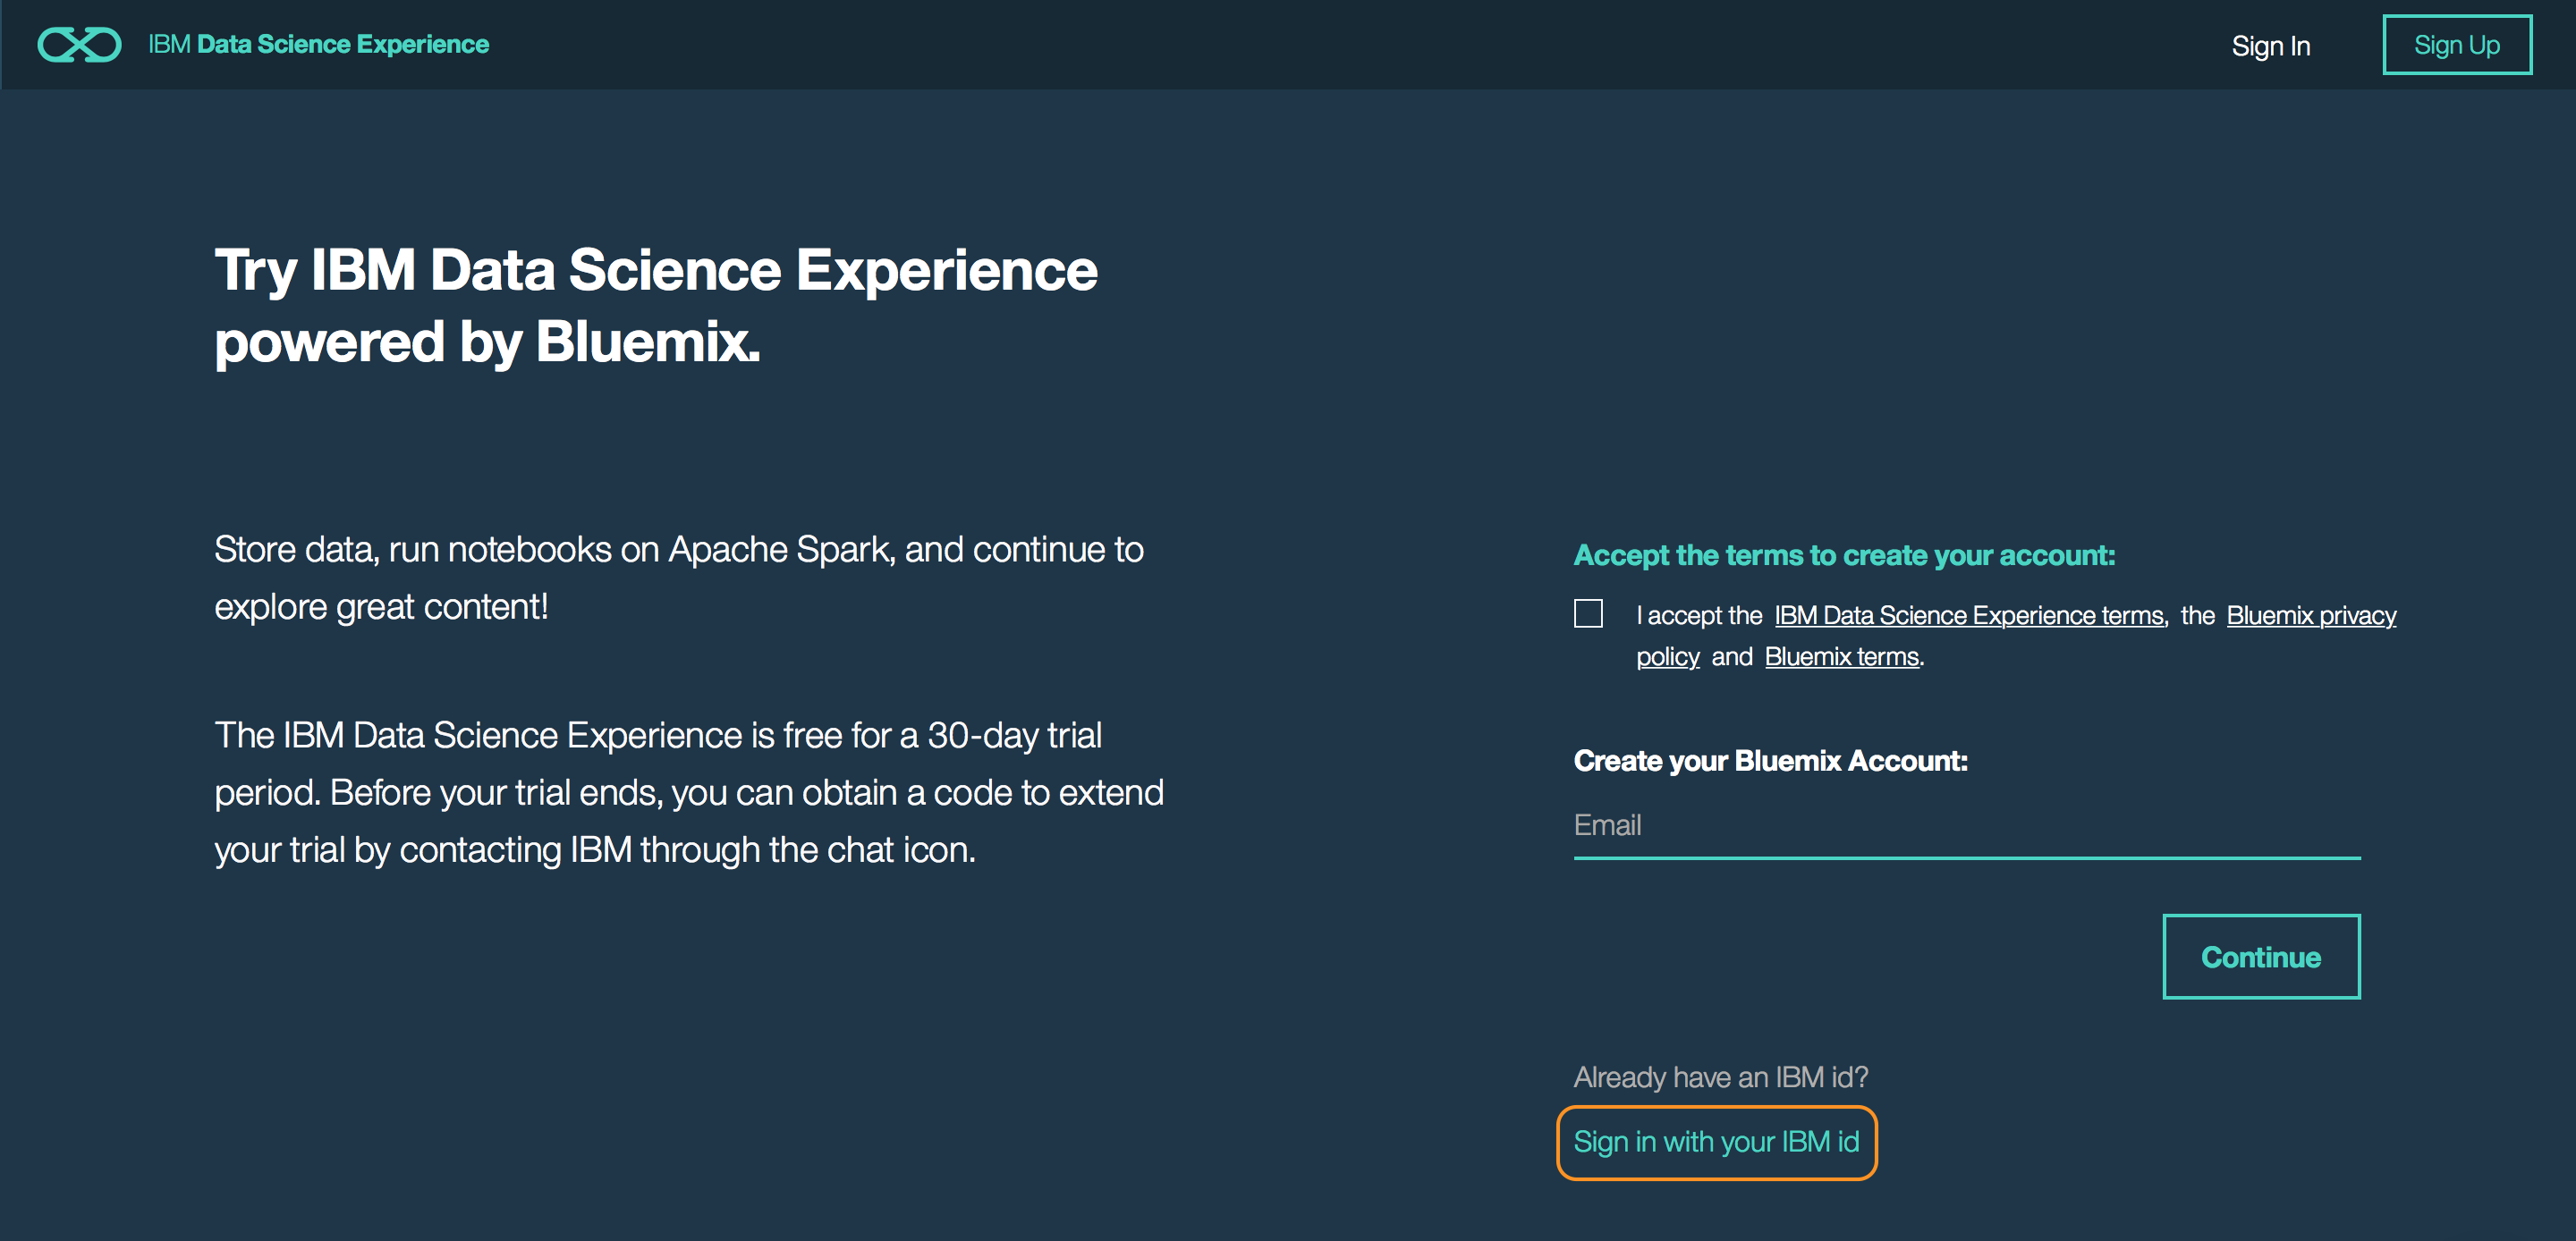 IBM Data Science Experience
Sign In
Sign Up
Try IBM Data Science Experience
powered by Bluemix.
Store data, run notebooks on Apache Spark, and continue to
explore great content!
The IBM Data Science Experience is free for a 30-day trial
period. Before your trial ends, you can obtain a code to extend
your trial by contacting IBM through the chat icon.
Accept the terms to create your account:
I accept the IBM Data Science Experience terms, the Bluemix privacy
policy and Bluemix terms.
Create your Bluemix Account:
Email
Continue
Already have an IBM id?
Sign in with your IBM id